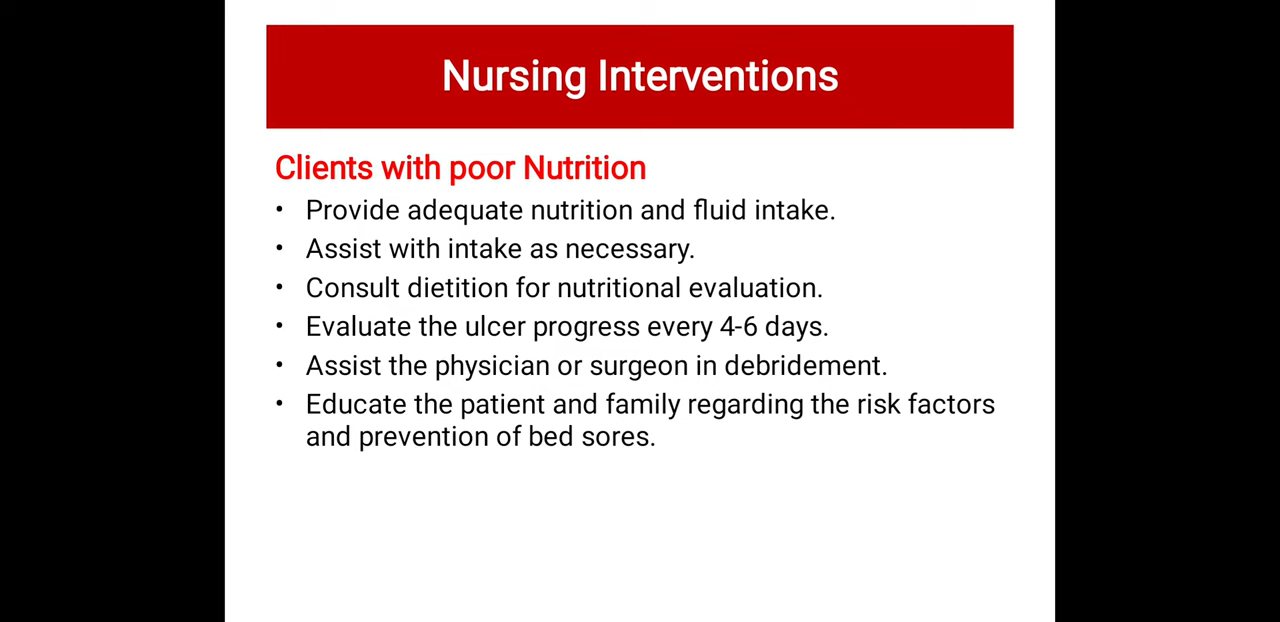 Nursing Interventions
Clients with poor Nutrition
• Provide adequate nutrition and fluid intake.
• Assist with intake as necessary.
• Consult dietition for nutritional evaluation.
• Evaluate the ulcer progress every 4-6 days.
• Assist the physician or surgeon in debridement.
• Educate the patient and family regarding the risk factors
and prevention of bed sores.